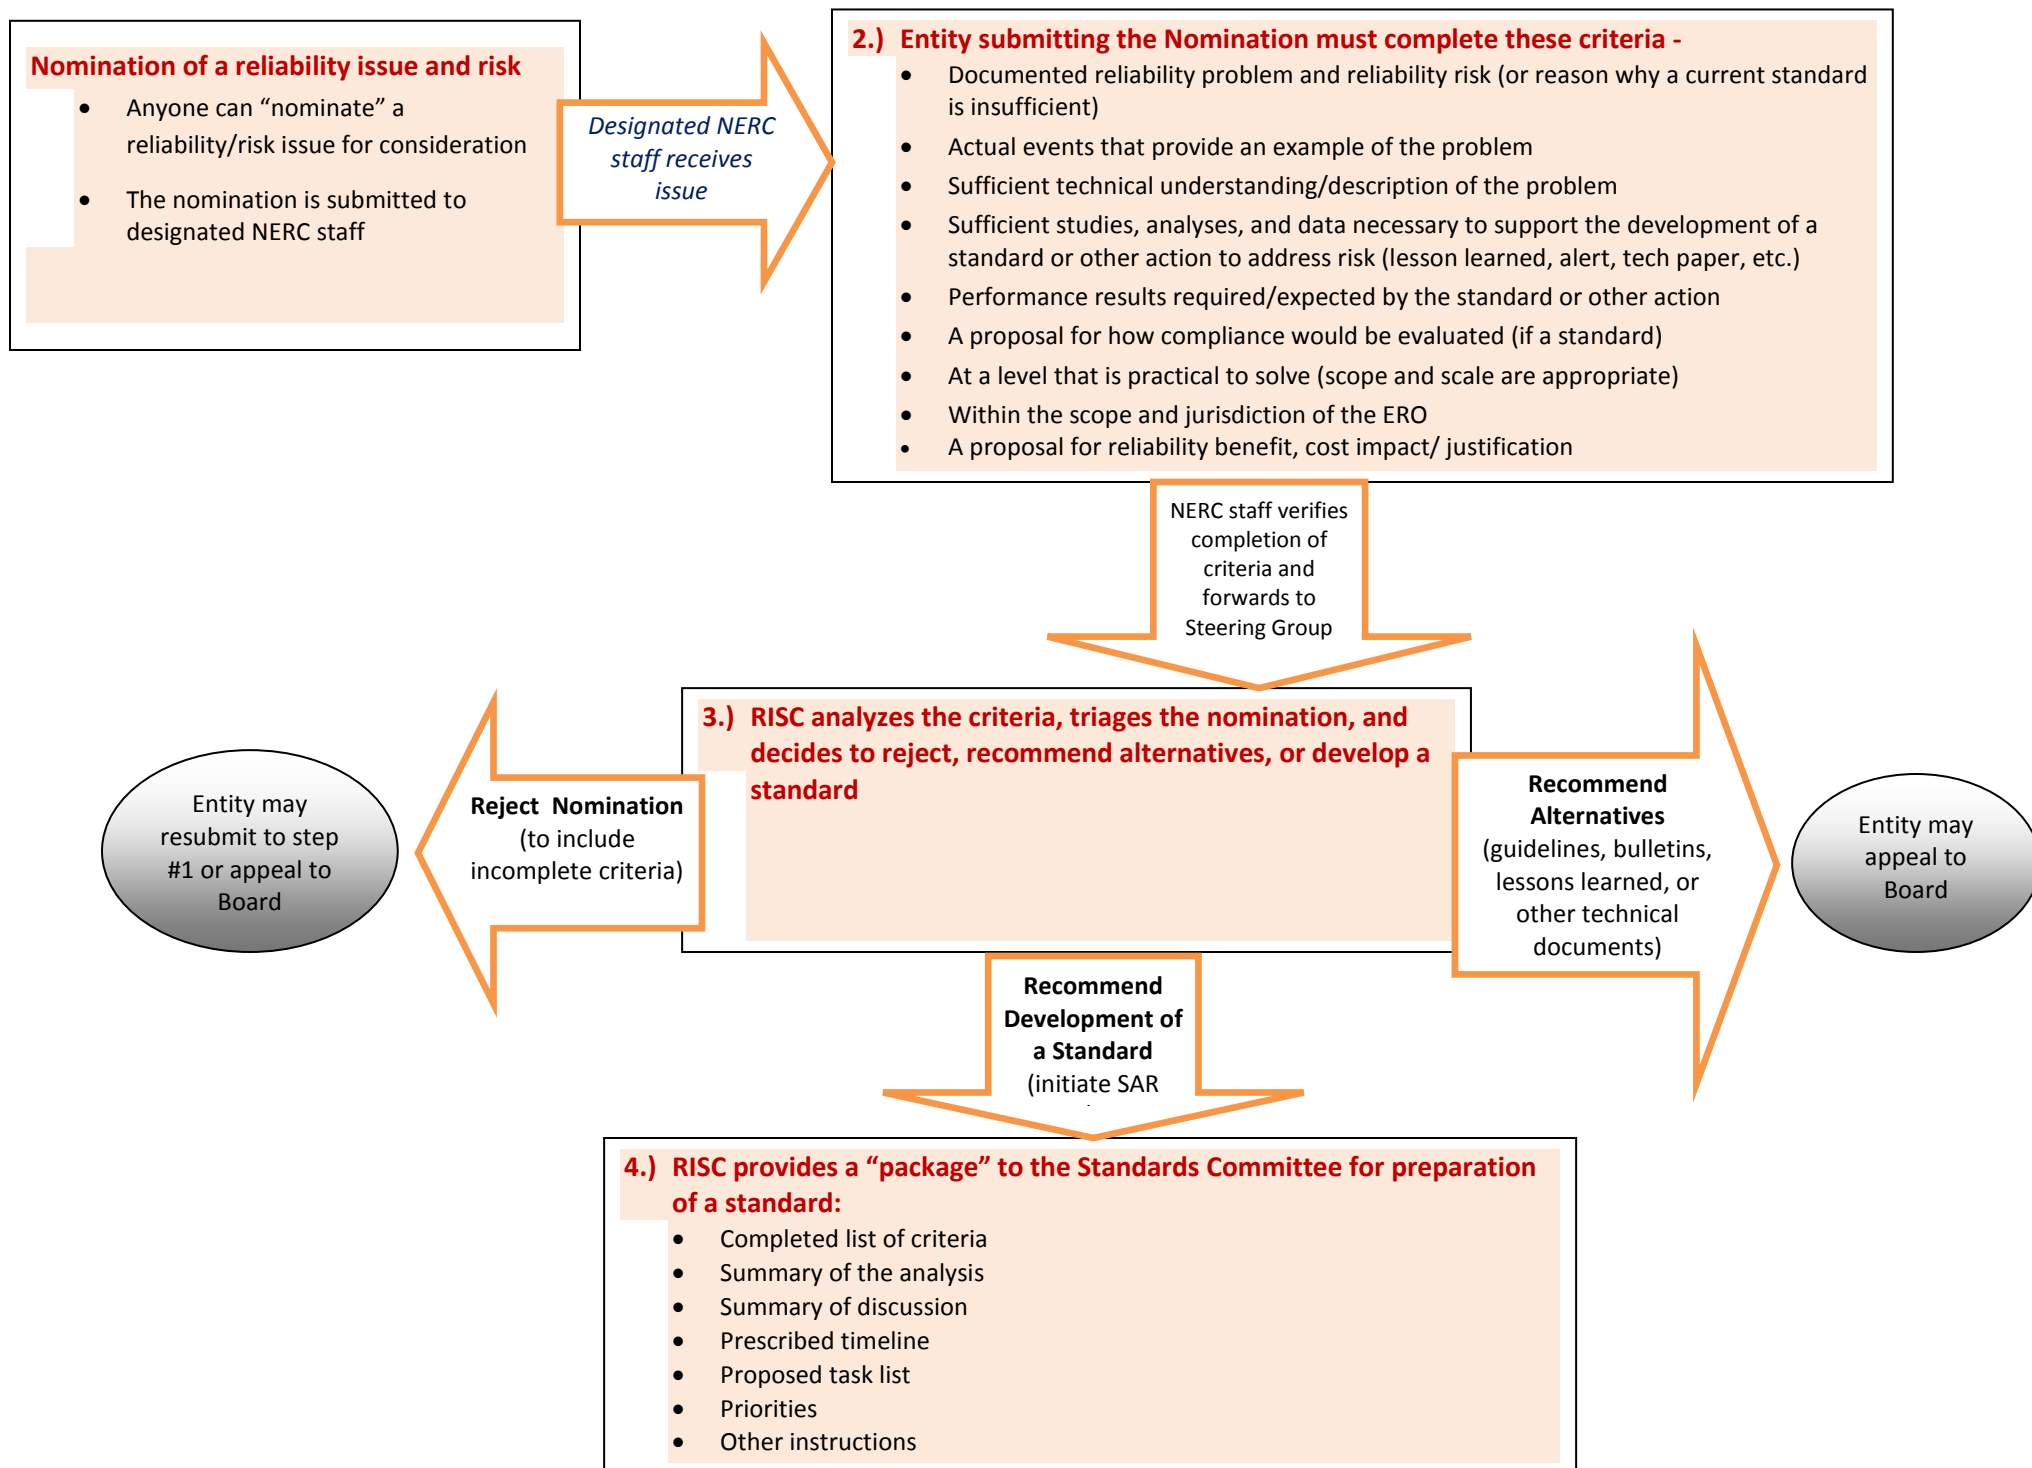 Nomination of a reliability issue and risk
• Anyone can “nominate” a
reliability/risk issue for consideration
• The nomination is submitted to
designated NERC staff
Designated NERC
staff receives
issue
2.) Entity submitting the Nomination must complete these criteria -
• Documented reliability problem and reliability risk (or reason why a current standard
is insufficient)
• Actual events that provide an example of the problem
• Sufficient technical understanding/description of the problem
• Sufficient studies, analyses, and data necessary to support the development of a
standard or other action to address risk (lesson learned, alert, tech paper, etc.)
• Performance results required/expected by the standard or other action
• A proposal for how compliance would be evaluated (if a standard)
• At a level that is practical to solve (scope and scale are appropriate)
• Within the scope and jurisdiction of the ERO
• A proposal for reliability benefit, cost impact/ justification
NERC staff verifies
completion of
criteria and
forwards to
Steering Group
3.) RISC analyzes the criteria, triages the nomination, and
decides to reject, recommend alternatives, or develop a
standard
Reject Nomination
(to include
incomplete criteria)
Entity may
resubmit to step
#1 or appeal to
Board
Recommend
Alternatives
(guidelines, bulletins,
lessons learned, or
other technical
documents)
Entity may
appeal to
Board
Recommend
Development of
a Standard
(initiate SAR
4.) RISC provides a “package” to the Standards Committee for preparation
of a standard:
• Completed list of criteria
• Summary of the analysis
• Summary of discussion
• Prescribed timeline
• Proposed task list
• Priorities
• Other instructions